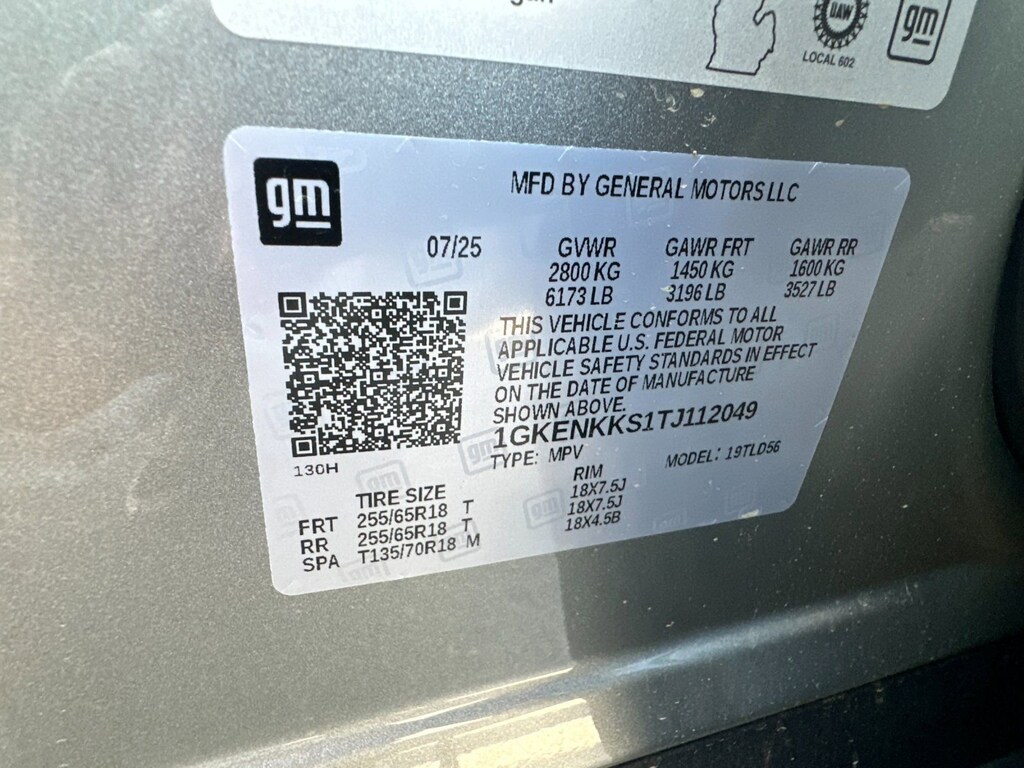 UAW
LOCAL 602
gm
gm
MFD BY GENERAL MOTORS LLC
07/25 GVWR GAWR FRT GAWR RR
2800 KG 1450 KG 1600 KG
6173 LB 3196 LB 3527 LB
THIS VEHICLE CONFORMS TO ALL
APPLICABLE U.S. FEDERAL MOTOR
VEHICLE SAFETY STANDARDS IN EFFECT
ON THE DATE OF MANUFACTURE
SHOWN ABOVE.
1GKENKKS1TJ112049
TYPE: MPV MODEL: 19TLD56
130H
TIRE SIZE RIM
FRT 255/65R18 T 18X7.5J
RR 255/65R18 T 18X7.5J
SPA T135/70R18 M 18X4.5B